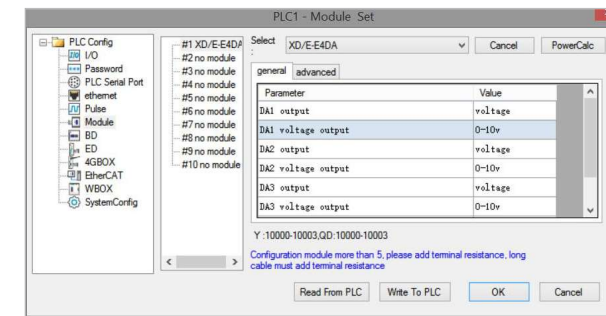 PLC1 - Module Set
PLC Config
I/O
Password
PLC Serial Port
ethernet
Pulse
Module
BD
ED
4GBOX
EtherCAT
WBOX
SystemConfig
#1 XD/E-E4DA
#2 no module
#3 no module
#4 no module
#5 no module
#6 no module
#7 no module
#8 no module
#9 no module
#10 no module
Select :
XD/E-E4DA
Cancel
PowerCalc
general
advanced
Parameter Value
DA1 output voltage
DA1 voltage output 0-10v
DA2 output voltage
DA2 voltage output 0-10v
DA3 output voltage
DA3 voltage output 0-10v
Y :10000-10003,QD:10000-10003
Configuration module more than 5, please add terminal resistance, long
cable must add terminal resistance
Read From PLC
Write To PLC
OK
Cancel